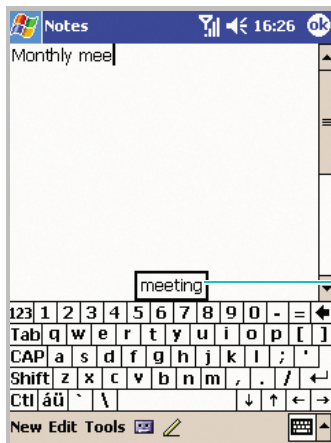 Notes 16:26 ok
Monthly mee
meeting
123 1 2 3 4 5 6 7 8 9 0 - =
Tab q w e r t y u i o p [ ]
CAP a s d f g h j k l ; '
Shift z x c v b n m , . /
Ctl áü ` \
New Edit Tools